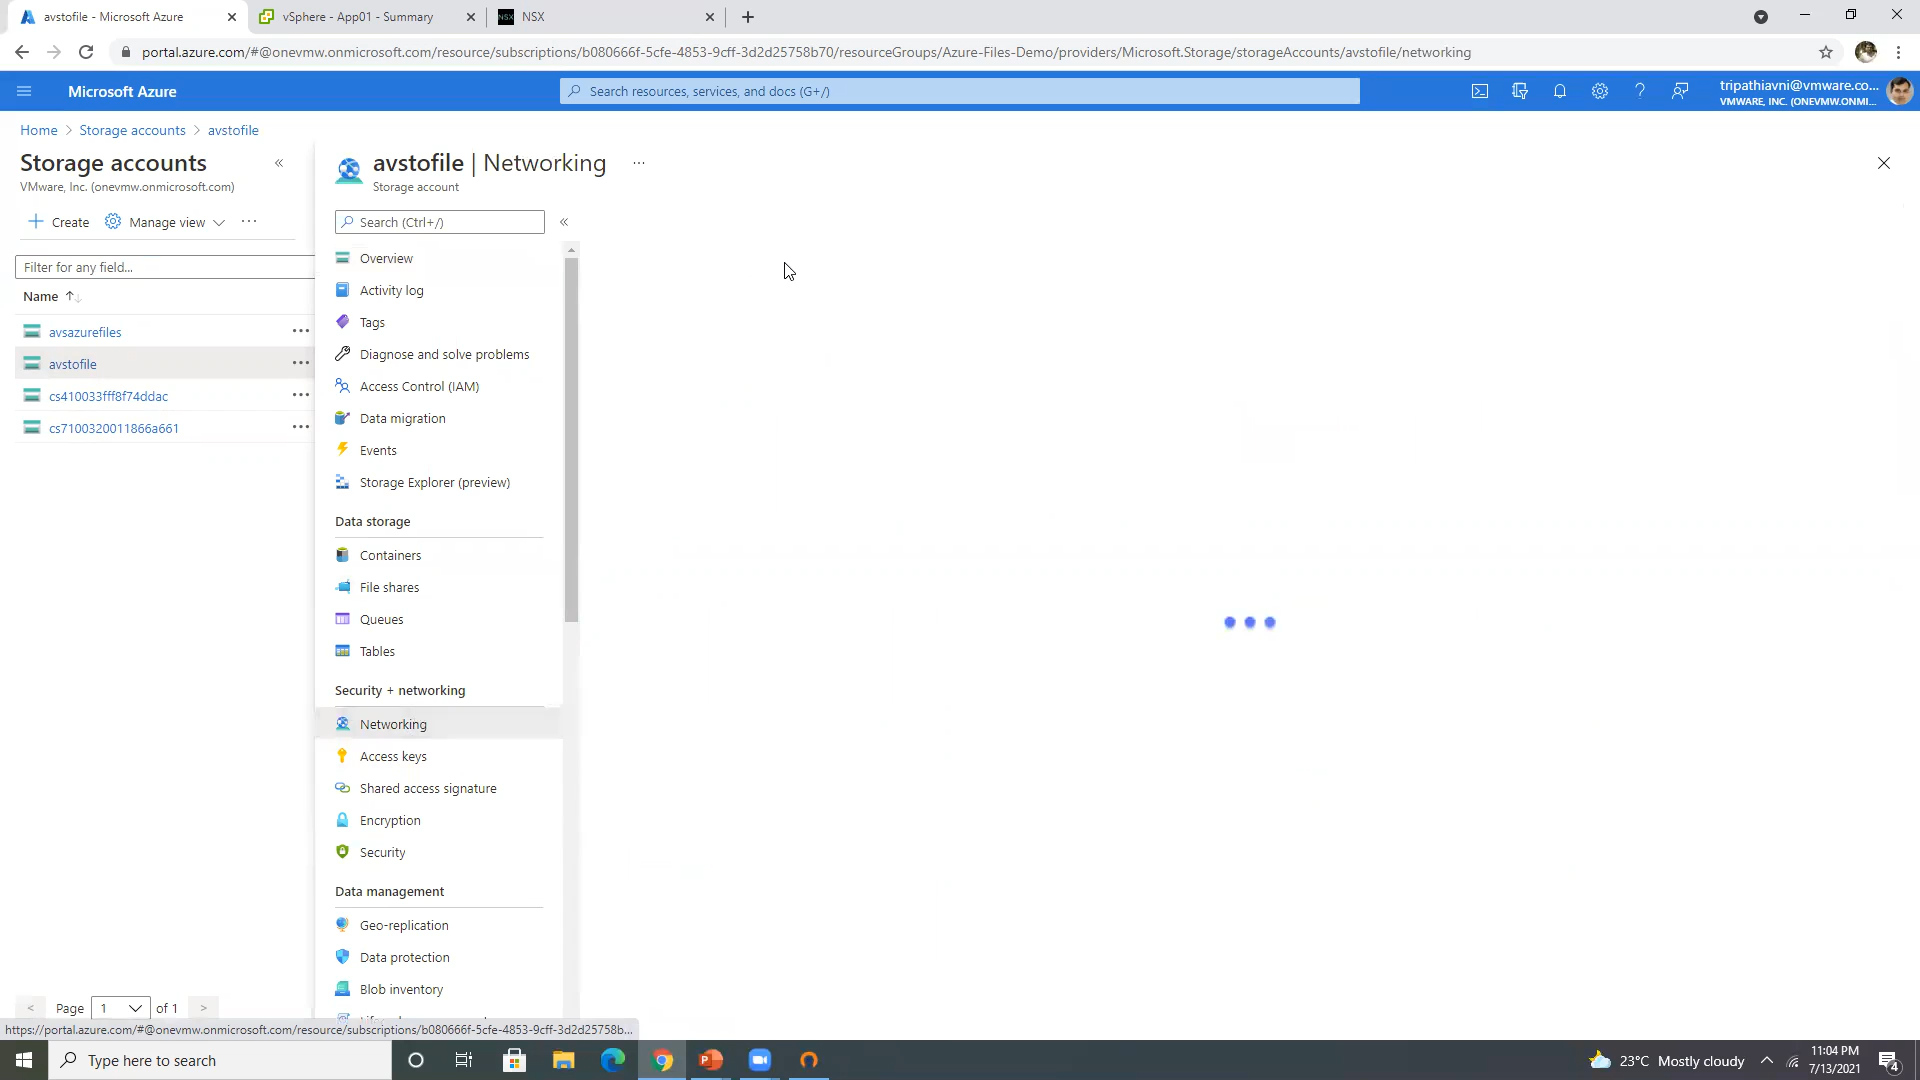 avstofile - Microsoft Azure
vSphere - App01 - Summary
NSX
NSX
portal.azure.com/#@onevmw.onmicrosoft.com/resource/subscriptions/b080666f-5cfe-4853-9cff-3d2d25758b70/resourceGroups/Azure-Files-Demo/providers/Microsoft.Storage/storageAccounts/avstofile/networking
Microsoft Azure
Search resources, services, and docs (G+/)
tripathiavni@vmware.co...
VMWARE, INC. (ONEVMW.ONMI...
Home > Storage accounts > avstofile
Storage accounts
VMware, Inc. (onevmw.onmicrosoft.com)
Create
Manage view
Filter for any field...
Name
avsazurefiles
avstofile
cs410033fff8f74ddac
cs7100320011866a661
< Page 1 of 1 >
avstofile | Networking
Storage account
Search (Ctrl+/)
Overview
Activity log
Tags
Diagnose and solve problems
Access Control (IAM)
Data migration
Events
Storage Explorer (preview)
Data storage
Containers
File shares
Queues
Tables
Security + networking
Networking
Access keys
Shared access signature
Encryption
Security
Data management
Geo-replication
Data protection
Blob inventory
https://portal.azure.com/#@onevmw.onmicrosoft.com/resource/subscriptions/b080666f-5cfe-4853-9cff-3d2d25758b...
Type here to search
23°C Mostly cloudy
11:04 PM
7/13/2021
4